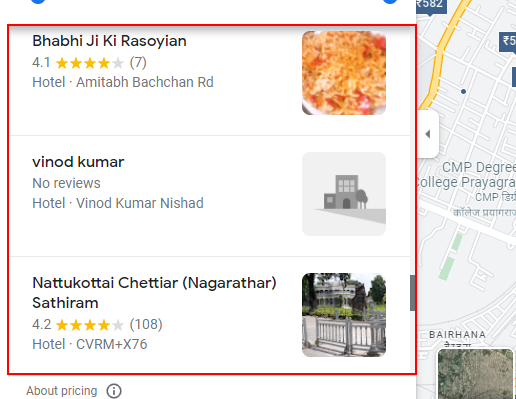 Bhabhi Ji Ki Rasoyian
4.1 (7)
Hotel · Amitabh Bachchan Rd
vinod kumar
No reviews
Hotel · Vinod Kumar Nishad
Nattukottai Chettiar (Nagarathar)
Sathiram
4.2 (108)
Hotel · CVRM+X76
About pricing
₹582
CMP Degree
College Prayagra
CMP डिग्र
कॉलेज प्रयागराज
BAIRHANA